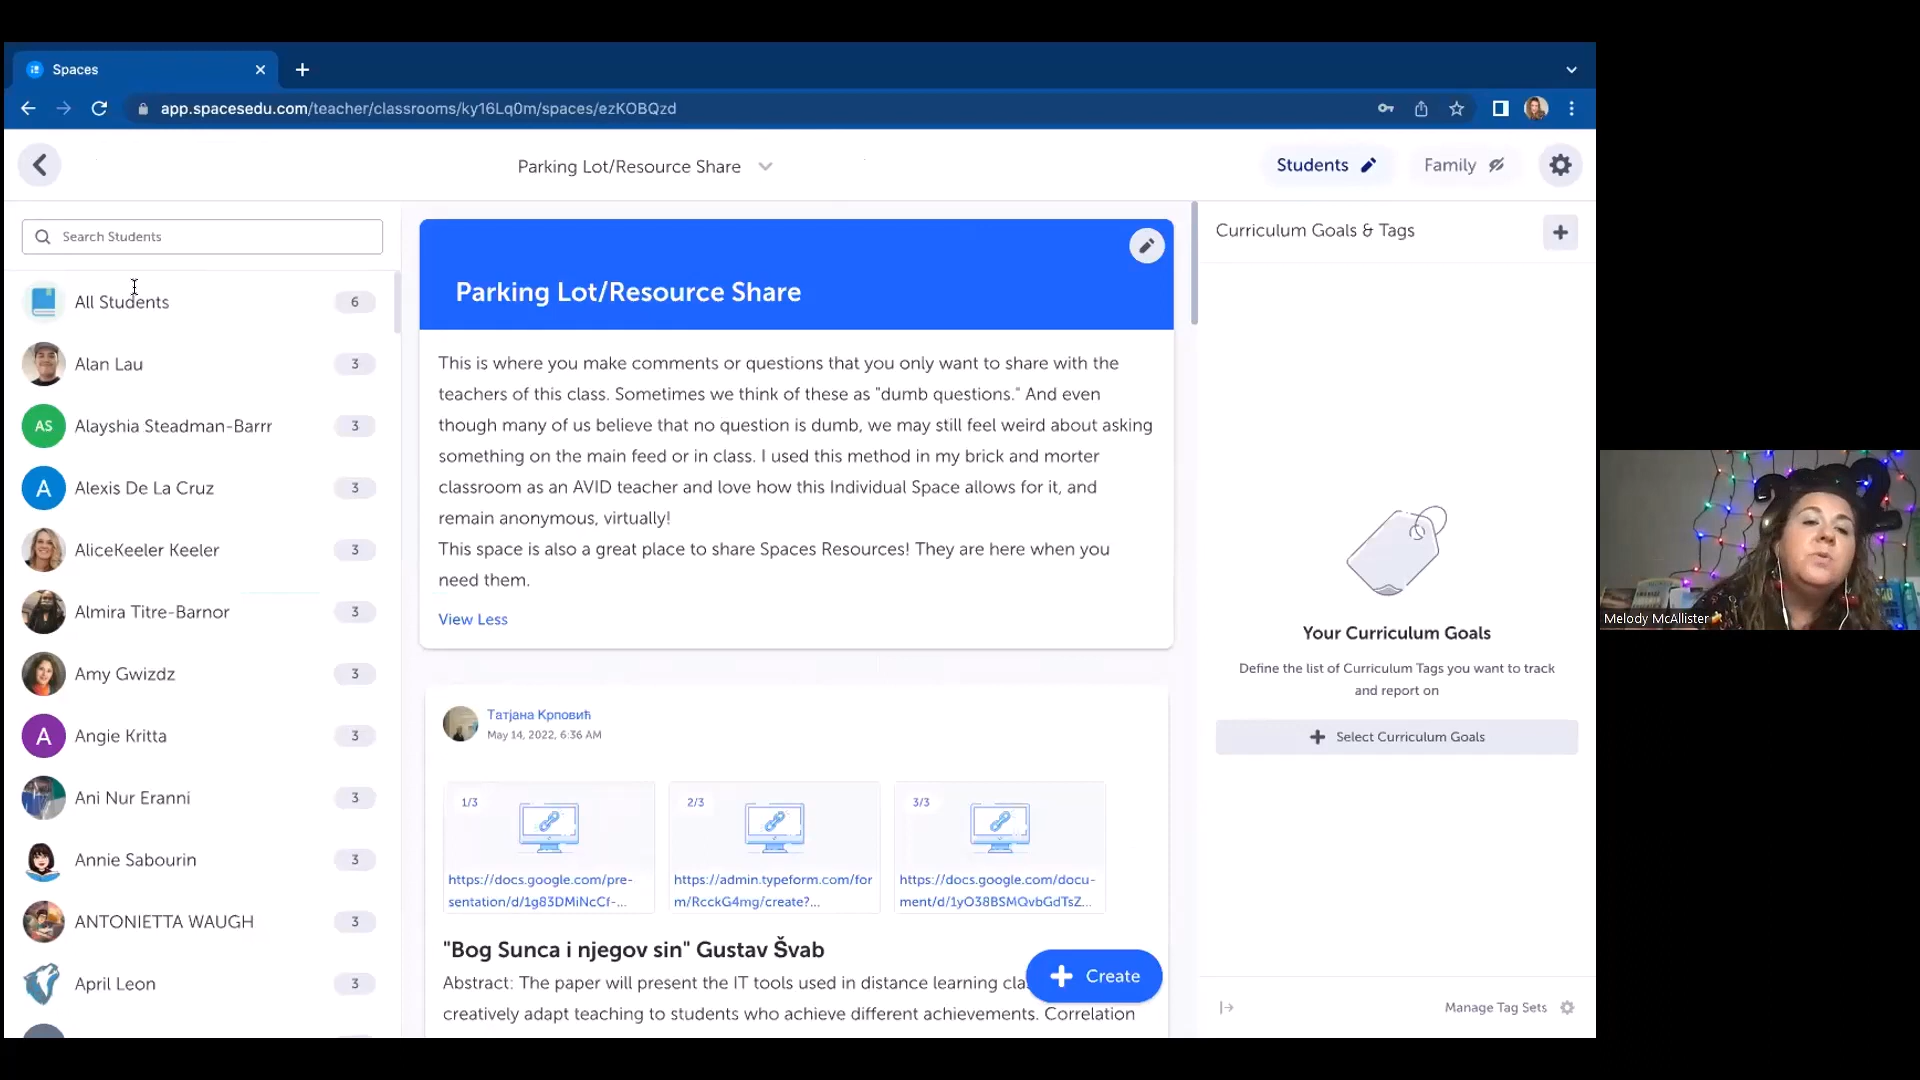 Spaces
app.spacesedu.com/teacher/classrooms/ky16Lq0m/spaces/ezKOBQzd
Parking Lot/Resource Share
Students
Family
Search Students
All Students
6
Alan Lau
3
AS
Alayshia Steadman-Barrr
3
A
Alexis De La Cruz
3
AliceKeeler Keeler
3
Almira Titre-Barnor
3
Amy Gwizdz
3
A
Angie Kritta
3
Ani Nur Eranni
3
Annie Sabourin
3
ANTONIETTA WAUGH
3
April Leon
3
Parking Lot/Resource Share
This is where you make comments or questions that you only want to share with the
teachers of this class. Sometimes we think of these as "dumb questions." And even
though many of us believe that no question is dumb, we may still feel weird about asking
something on the main feed or in class. I used this method in my brick and morter
classroom as an AVID teacher and love how this Individual Space allows for it, and
remain anonymous, virtually!
This space is also a great place to share Spaces Resources! They are here when you
need them.
View Less
Татјана Крповић
May 14, 2022, 6:36 AM
1/3
https://docs.google.com/pre-
sentation/d/1g83DMiNcCf-...
2/3
https://admin.typeform.com/for
m/RcckG4mg/create?...
3/3
https://docs.google.com/docu-
ment/d/1yO38BSMQvbGdTsZ...
"Bog Sunca i njegov sin" Gustav Švab
Abstract: The paper will present the IT tools used in distance learning cla
creatively adapt teaching to students who achieve different achievements. Correlation
Create
Curriculum Goals & Tags
Your Curriculum Goals
Define the list of Curriculum Tags you want to track
and report on
Select Curriculum Goals
Manage Tag Sets
Melody McAllister